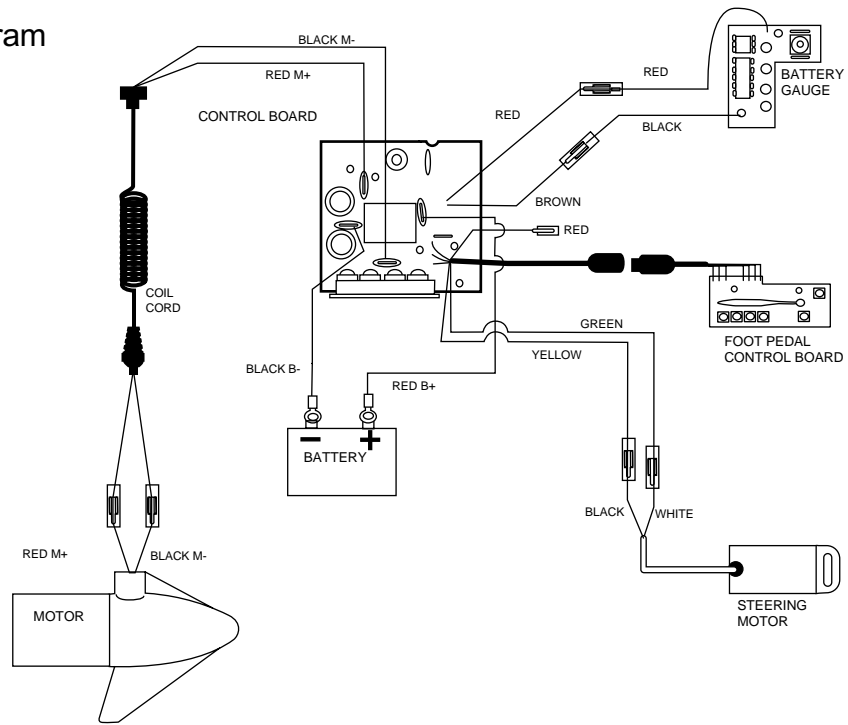 ram
BLACK M-
RED M+
CONTROL BOARD
RED
RED
BATTERY
GAUGE
BLACK
BROWN
RED
COIL
CORD
GREEN
YELLOW
FOOT PEDAL
CONTROL BOARD
BLACK B-
RED B+
BATTERY
BLACK
WHITE
RED M+
BLACK M-
MOTOR
STEERING
MOTOR